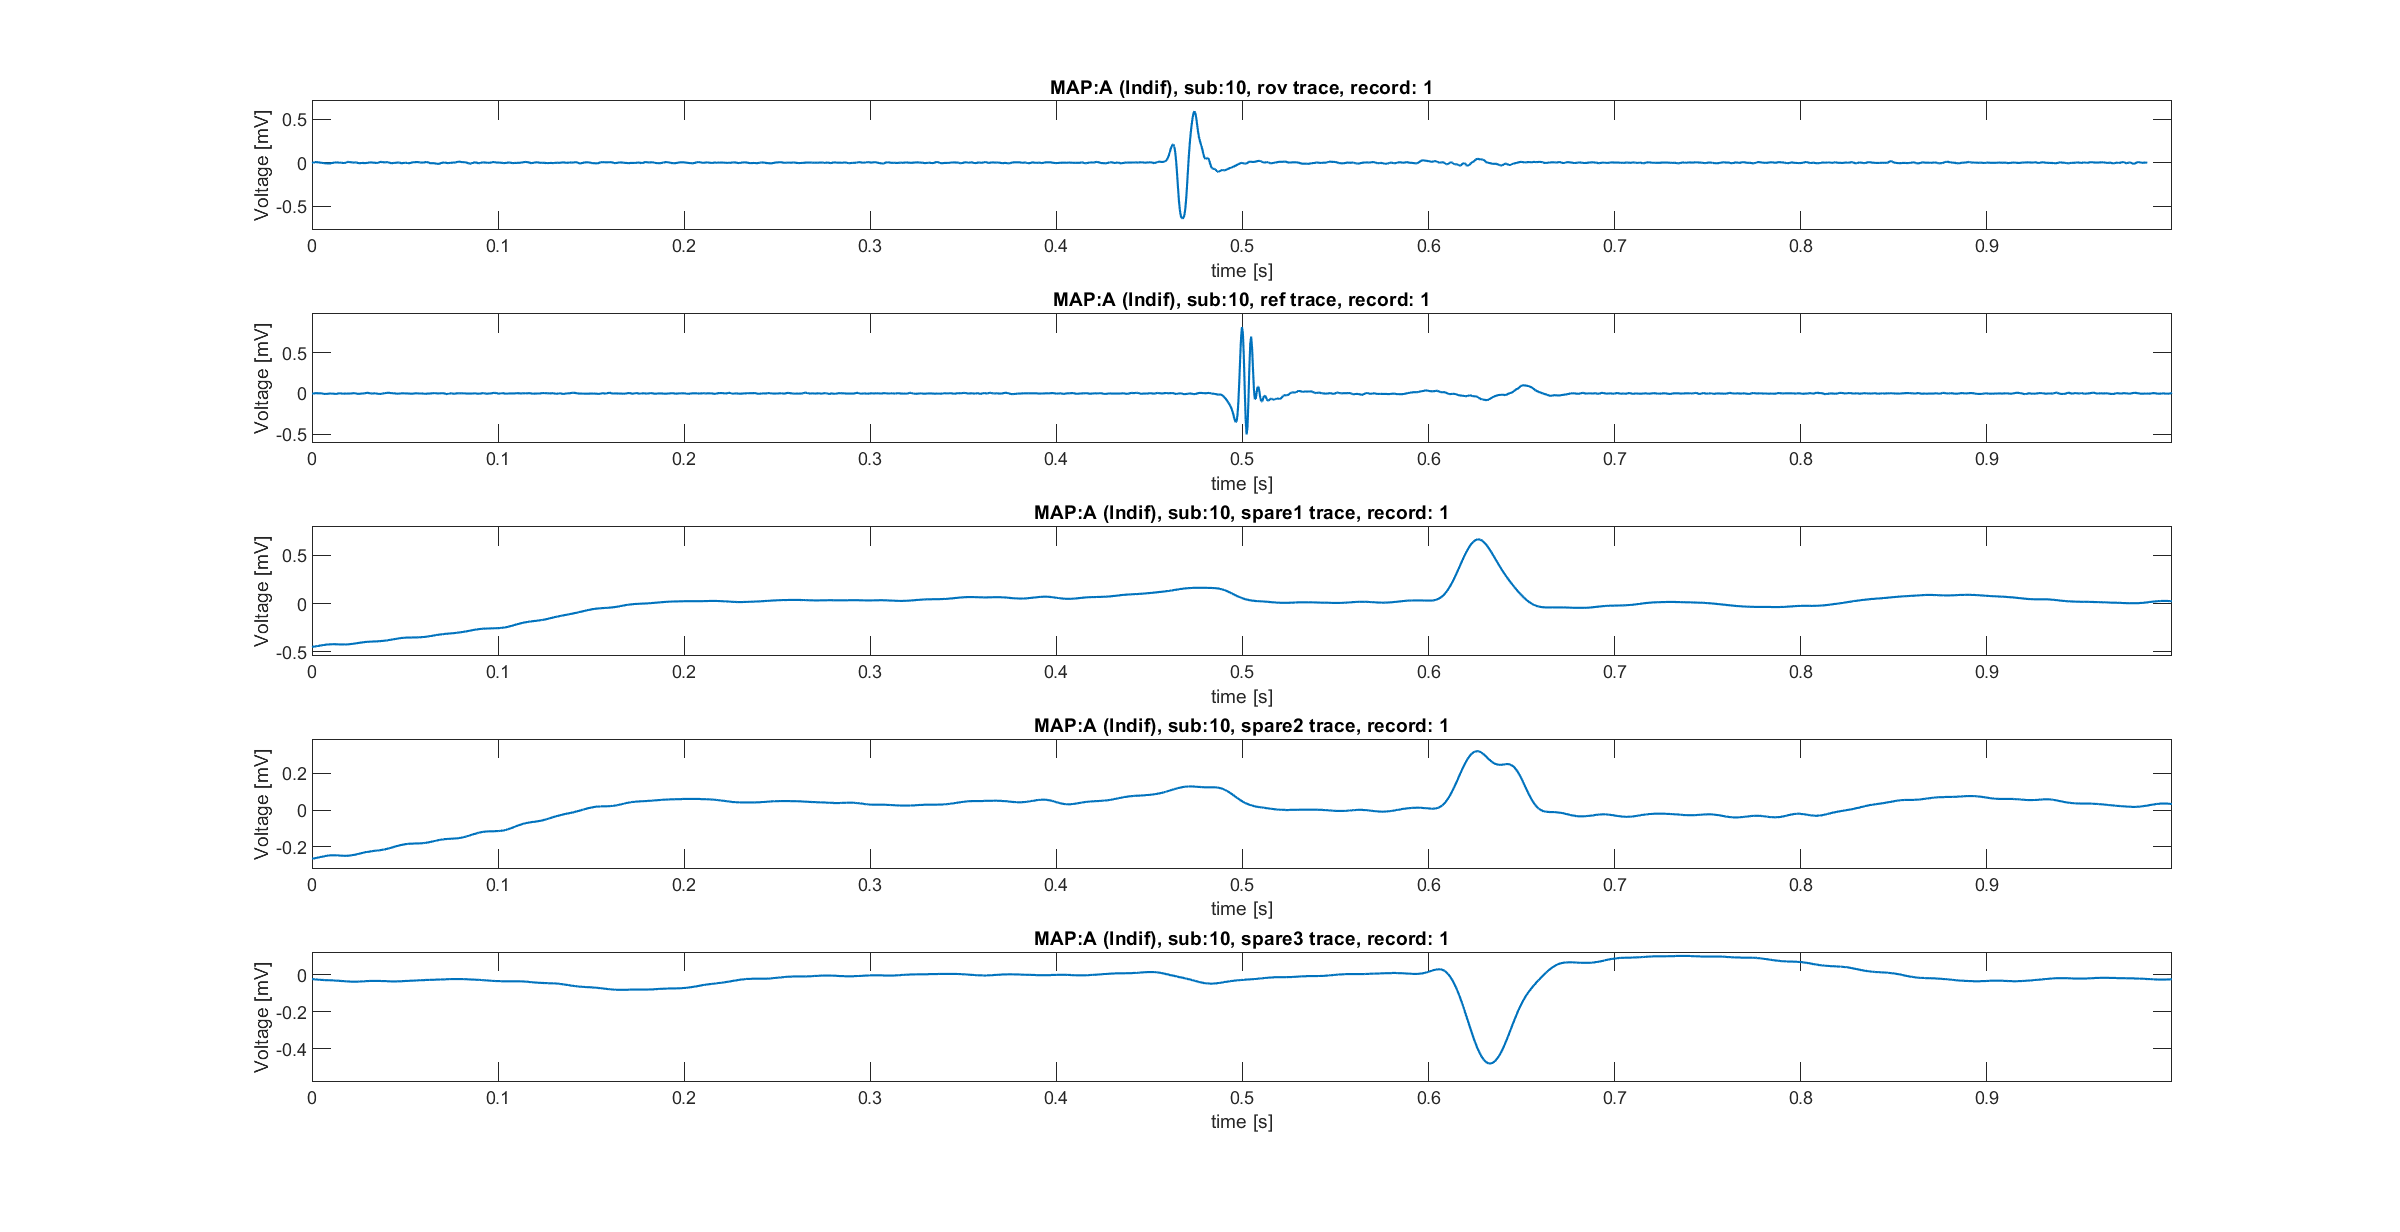 MAP:A (Indif), sub:10, rov trace, record: 1
Voltage [mV]
0.5
0
-0.5
0 0.1 0.2 0.3 0.4 0.5 0.6 0.7 0.8 0.9
time [s]
MAP:A (Indif), sub:10, ref trace, record: 1
Voltage [mV]
0.5
0
-0.5
0 0.1 0.2 0.3 0.4 0.5 0.6 0.7 0.8 0.9
time [s]
MAP:A (Indif), sub:10, spare1 trace, record: 1
Voltage [mV]
0.5
0
-0.5
0 0.1 0.2 0.3 0.4 0.5 0.6 0.7 0.8 0.9
time [s]
MAP:A (Indif), sub:10, spare2 trace, record: 1
Voltage [mV]
0.2
0
-0.2
0 0.1 0.2 0.3 0.4 0.5 0.6 0.7 0.8 0.9
time [s]
MAP:A (Indif), sub:10, spare3 trace, record: 1
Voltage [mV]
0
-0.2
-0.4
0 0.1 0.2 0.3 0.4 0.5 0.6 0.7 0.8 0.9
time [s]